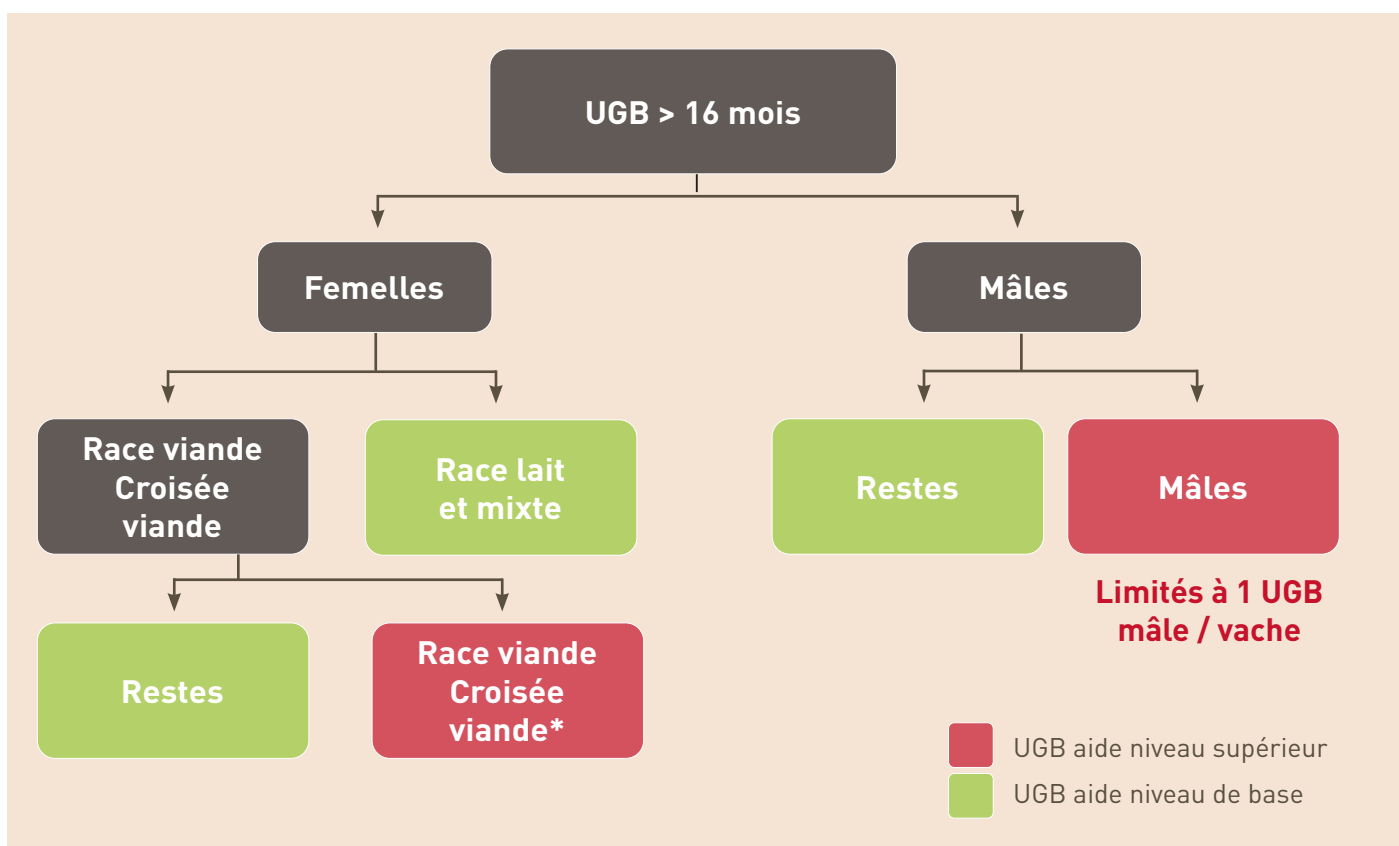 UGB > 16 mois
Femelles
Mâles
Race viande
Croisée
viande
Race lait
et mixte
Restes
Mâles
Limités à 1 UGB
mâle / vache
Restes
Race viande
Croisée
viande*
UGB aide niveau supérieur
UGB aide niveau de base